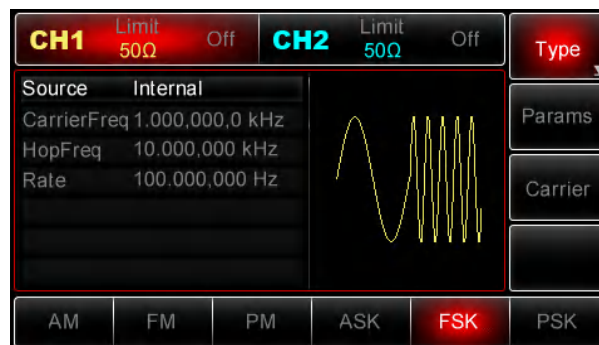 CH1 Limit 50Ω Off CH2 Limit 50Ω Off
Type
Source Internal
CarrierFreq 1.000,000,0 kHz
HopFreq 10.000,000 kHz
Rate 100.000,000 Hz
Params
Carrier
AM FM PM ASK FSK PSK